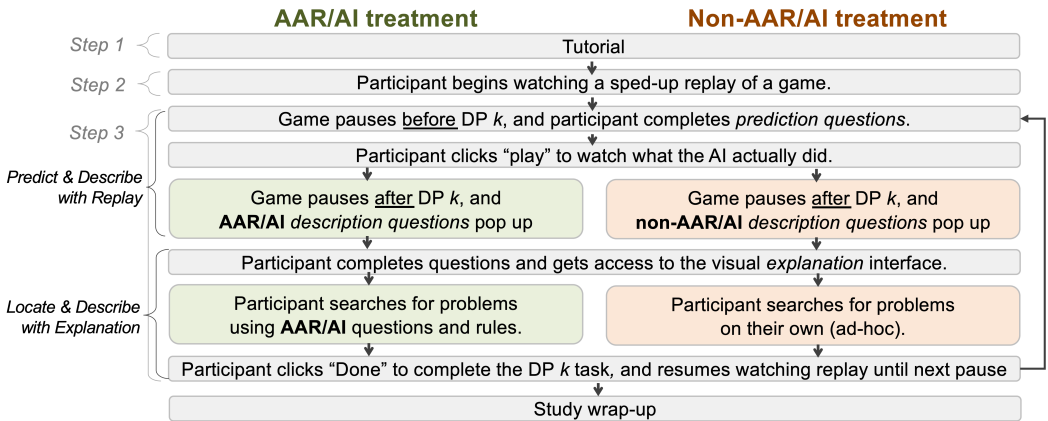 AAR/AI treatment
Non-AAR/AI treatment
Step 1
Tutorial
Step 2
Participant begins watching a sped-up replay of a game.
Step 3
Game pauses before DP k, and participant completes prediction questions.
Participant clicks “play” to watch what the AI actually did.
Predict & Describe
with Replay
Game pauses after DP k, and
AAR/AI description questions pop up
Game pauses after DP k, and
non-AAR/AI description questions pop up
Participant completes questions and gets access to the visual explanation interface.
Locate & Describe
with Explanation
Participant searches for problems
using AAR/AI questions and rules.
Participant searches for problems
on their own (ad-hoc).
Participant clicks “Done” to complete the DP k task, and resumes watching replay until next pause
Study wrap-up